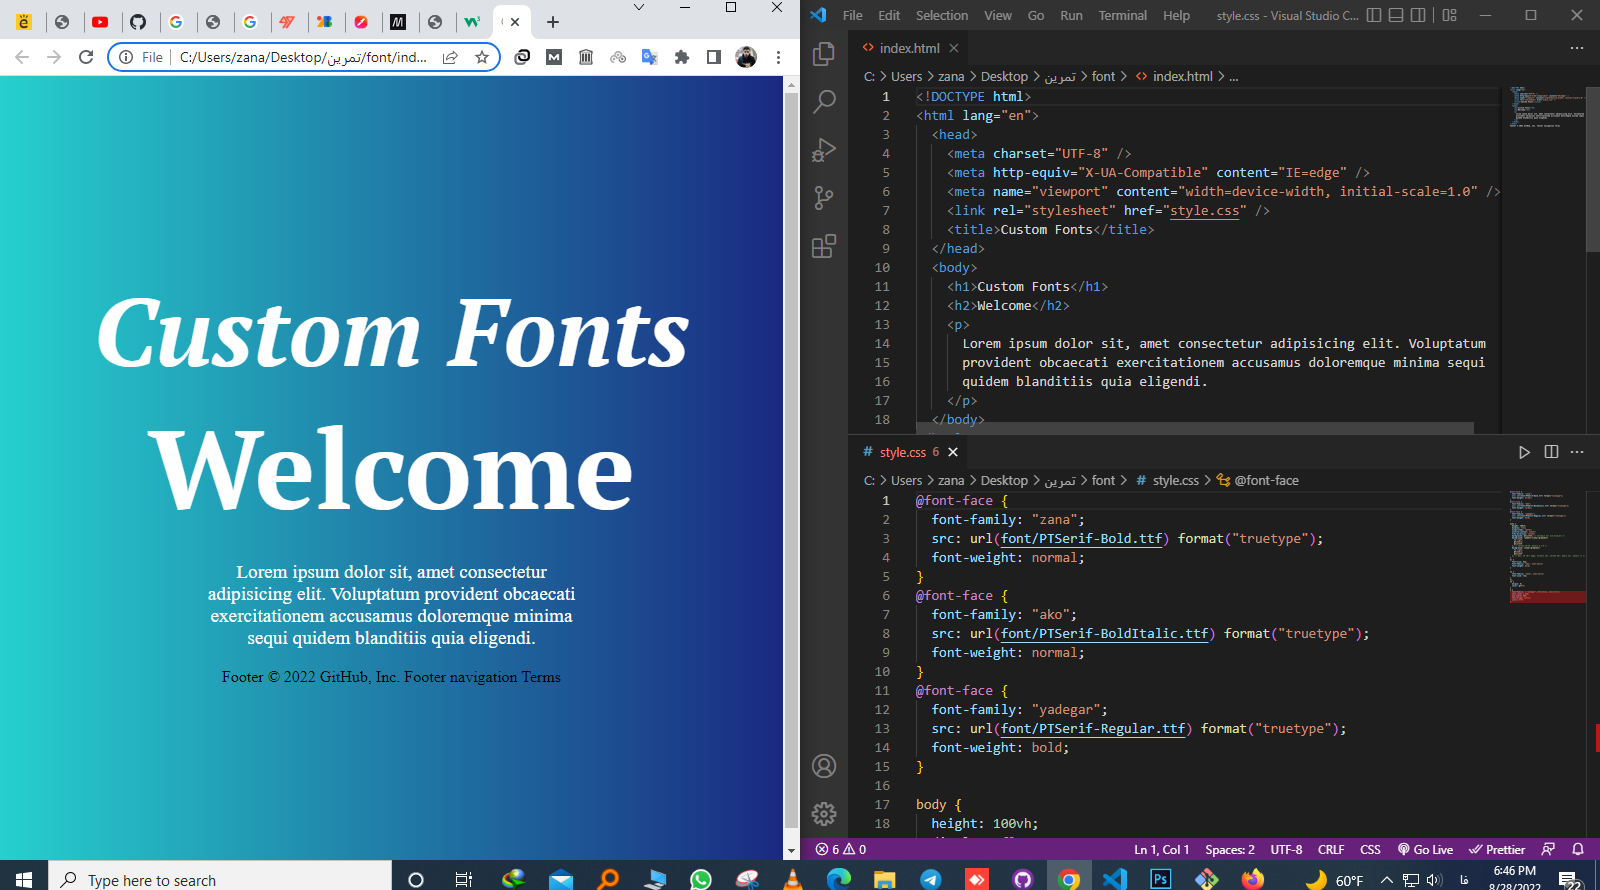 File C:/Users/zana/Desktop/تمرین/font/ind...
Custom Fonts
Welcome
Lorem ipsum dolor sit, amet consectetur
adipisicing elit. Voluptatum provident obcaecati
exercitationem accusamus doloremque minima
sequi quidem blanditiis quia eligendi.
Footer © 2022 GitHub, Inc. Footer navigation Terms
File Edit Selection View Go Run Terminal Help style.css - Visual Studio C...
index.html
C: > Users > zana > Desktop > تمرین > font > index.html > ...
1 <!DOCTYPE html>
2 <html lang="en">
3 <head>
4 <meta charset="UTF-8" />
5 <meta http-equiv="X-UA-Compatible" content="IE=edge" />
6 <meta name="viewport" content="width=device-width, initial-scale=1.0" />
7 <link rel="stylesheet" href="style.css" />
8 <title>Custom Fonts</title>
9 </head>
10 <body>
11 <h1>Custom Fonts</h1>
12 <h2>Welcome</h2>
13 <p>
14 Lorem ipsum dolor sit, amet consectetur adipisicing elit. Voluptatum
15 provident obcaecati exercitationem accusamus doloremque minima sequi
16 quidem blanditiis quia eligendi.
17 </p>
18 </body>
# style.css 6
C: > Users > zana > Desktop > تمرین > font > # style.css > @font-face
1 @font-face {
2 font-family: "zana";
3 src: url(font/PTSerif-Bold.ttf) format("truetype");
4 font-weight: normal;
5 }
6 @font-face {
7 font-family: "ako";
8 src: url(font/PTSerif-BoldItalic.ttf) format("truetype");
9 font-weight: normal;
10 }
11 @font-face {
12 font-family: "yadegar";
13 src: url(font/PTSerif-Regular.ttf) format("truetype");
14 font-weight: bold;
15 }
16
17 body {
18 height: 100vh;
6 0 Ln 1, Col 1 Spaces: 2 UTF-8 CRLF CSS Go Live Prettier
Type here to search
60°F فا 6:46 PM
8/28/2022
22